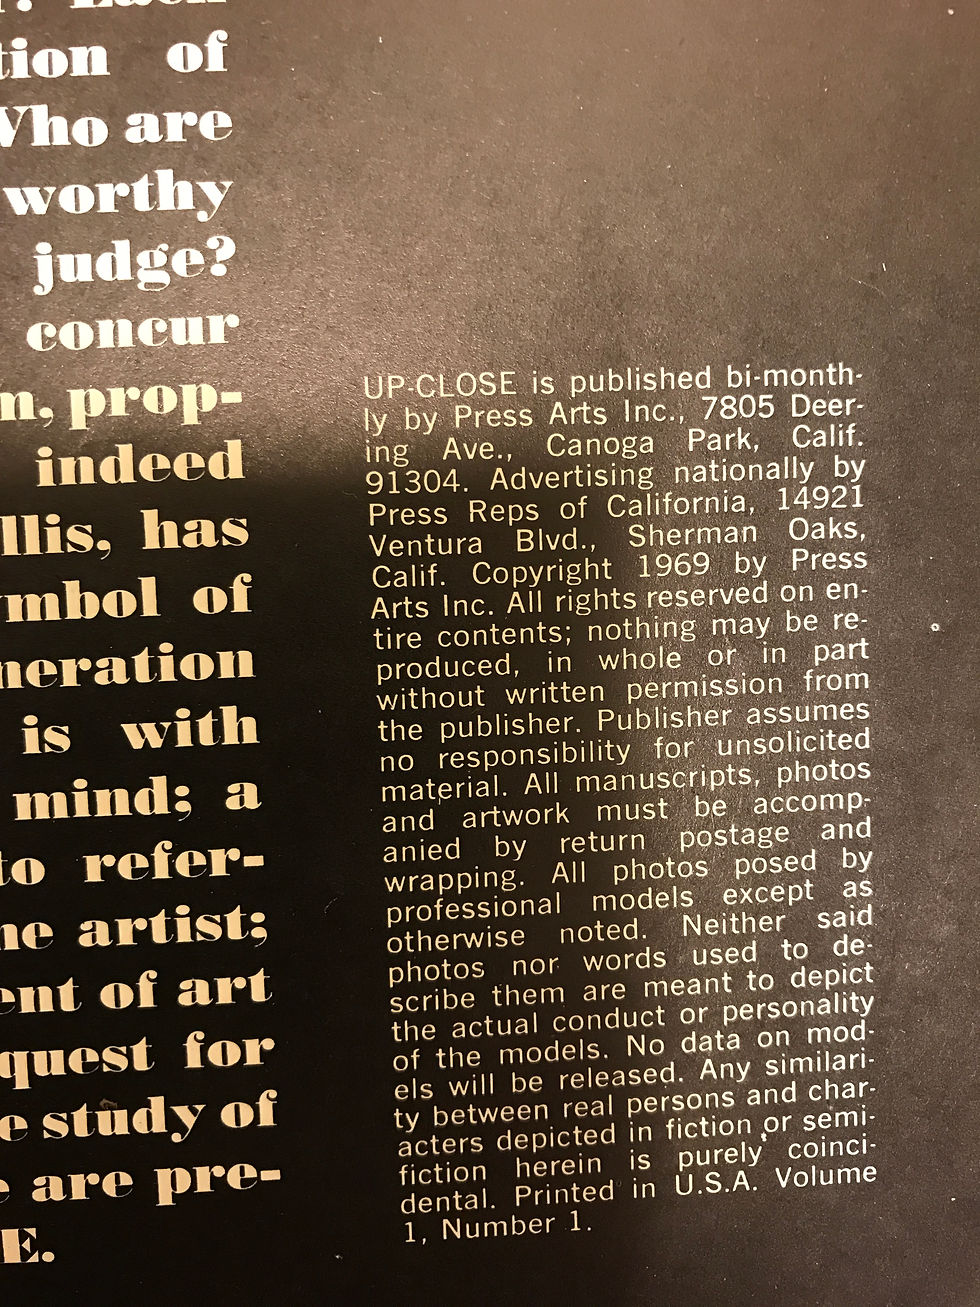 tion of
Who are
worthy
judge?
concur
prop-
indeed
has
of
is with
mind; a
to refer-
artist;
of art
quest for
study of
are pre-
UP-CLOSE is published bi-month-
ly by Press Arts Inc., 7805 Deer-
ing Ave., Canoga Park, Calif.
91304. Advertising nationally by
Press Reps of California, 14921
Ventura Blvd., Sherman Oaks,
Calif. Copyright 1969 by Press
Arts Inc. All rights reserved on en-
tire contents; nothing may be re-
produced, in whole or in part
without written permission from
the publisher. Publisher assumes
no responsibility for unsolicited
material. All manuscripts, photos
and artwork must be accomp-
anied by return postage and
wrapping. All photos posed by
professional models except as
otherwise noted. Neither said
photos nor words used to de-
scribe them are meant to depict
the actual conduct or personality
of the models. No data on mod-
els will be released. Any similari-
ty between real persons and char-
acters depicted in fiction or semi-
fiction herein is purely coinci-
dental. Printed in U.S.A. Volume
1, Number 1.